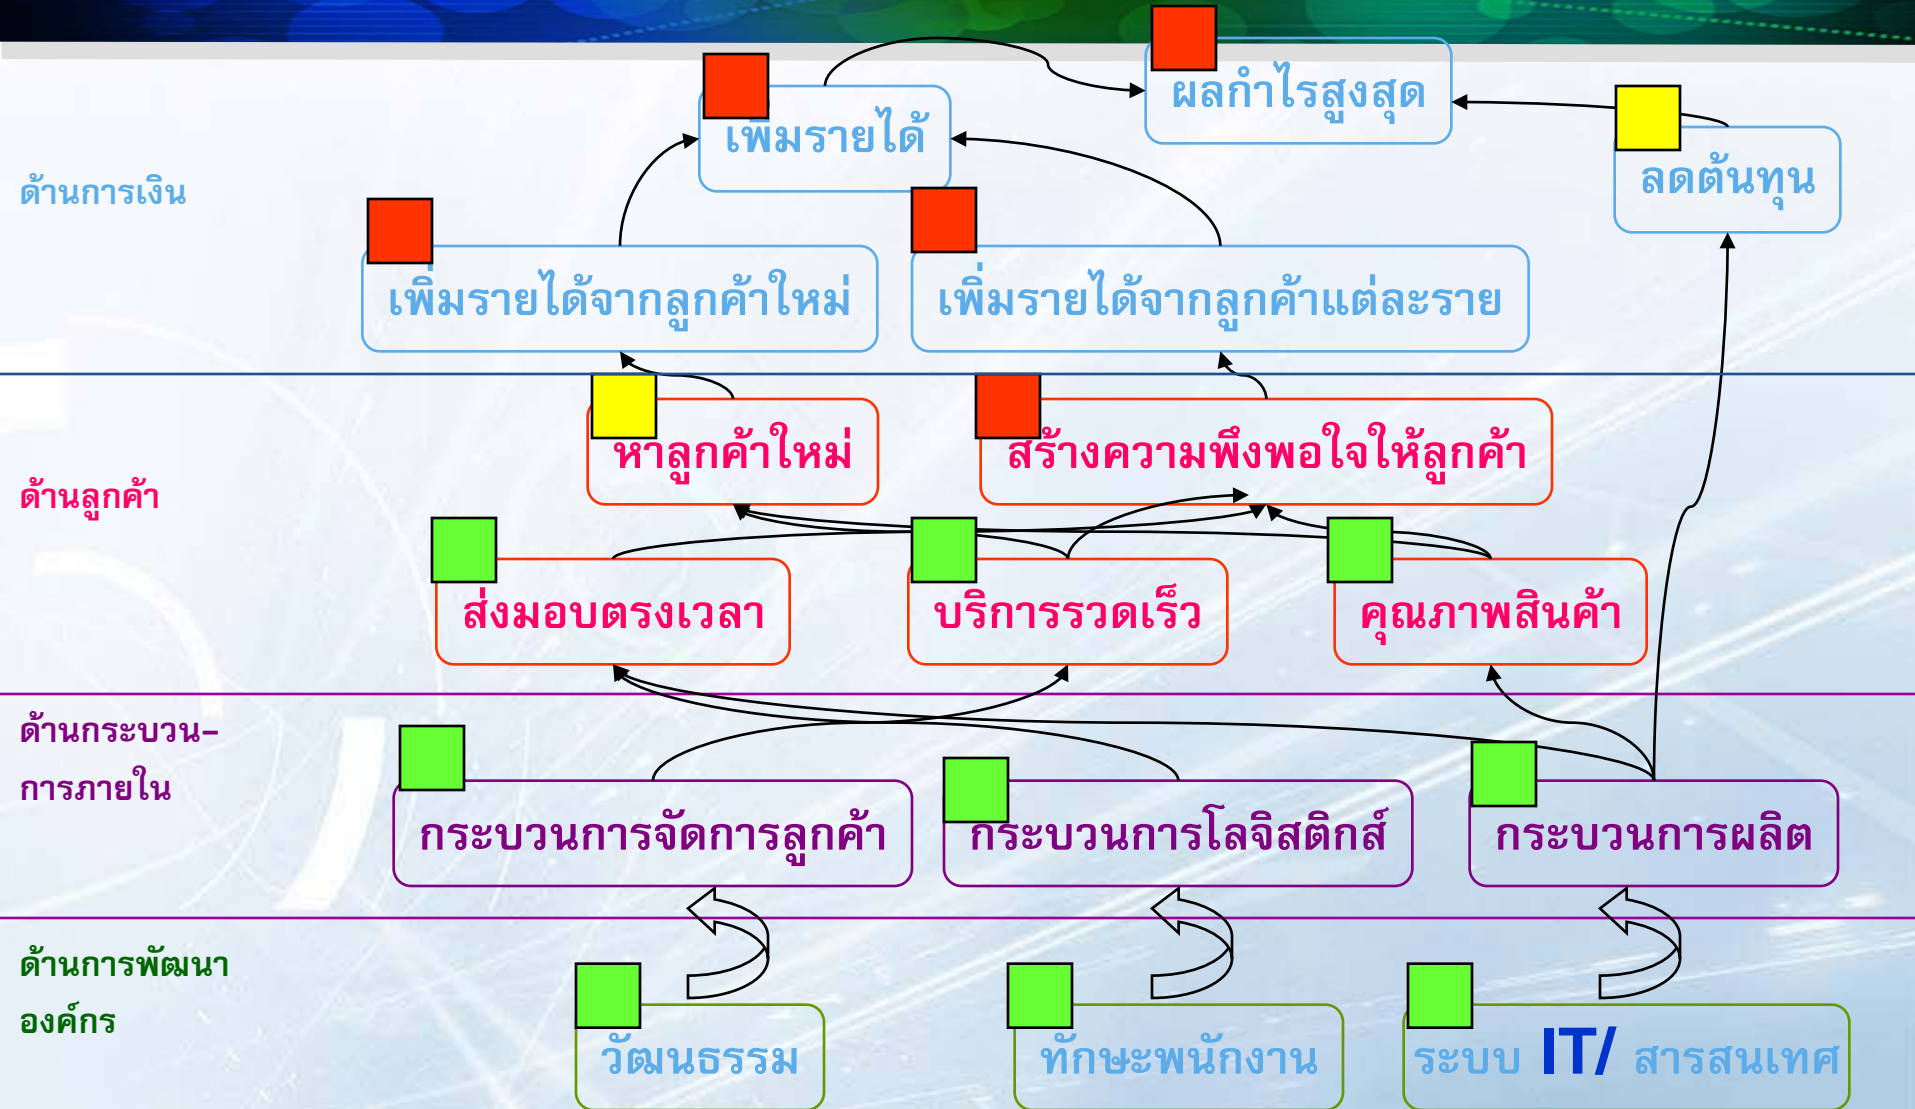 ผลกำไรสูงสุด
เพิ่มรายได้
ลดต้นทุน
ด้านการเงิน
เพิ่มรายได้จากลูกค้าใหม่
เพิ่มรายได้จากลูกค้าแต่ละราย
หาลูกค้าใหม่
สร้างความพึงพอใจให้ลูกค้า
ด้านลูกค้า
ส่งมอบตรงเวลา
บริการรวดเร็ว
คุณภาพสินค้า
ด้านกระบวน-
การภายใน
กระบวนการจัดการลูกค้า
กระบวนการโลจิสติกส์
กระบวนการผลิต
ด้านการพัฒนา
องค์กร
วัฒนธรรม
ทักษะพนักงาน
ระบบ IT/ สารสนเทศ